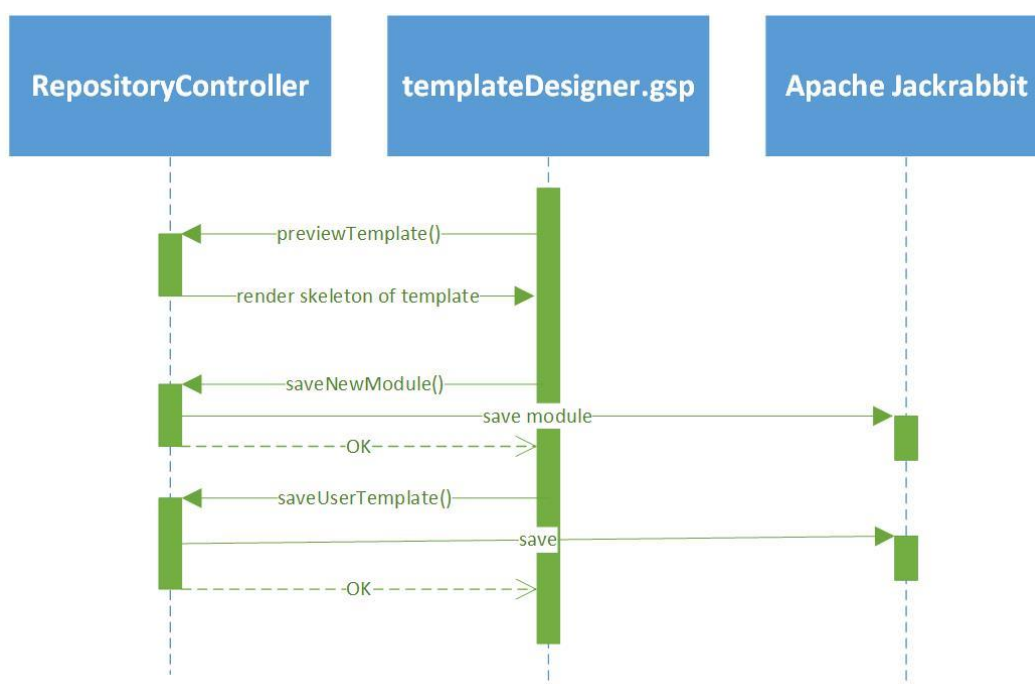 RepositoryController
templateDesigner.gsp
Apache Jackrabbit
previewTemplate()
render skeleton of template
saveNewModule()
save module
OK
saveUserTemplate()
save
OK